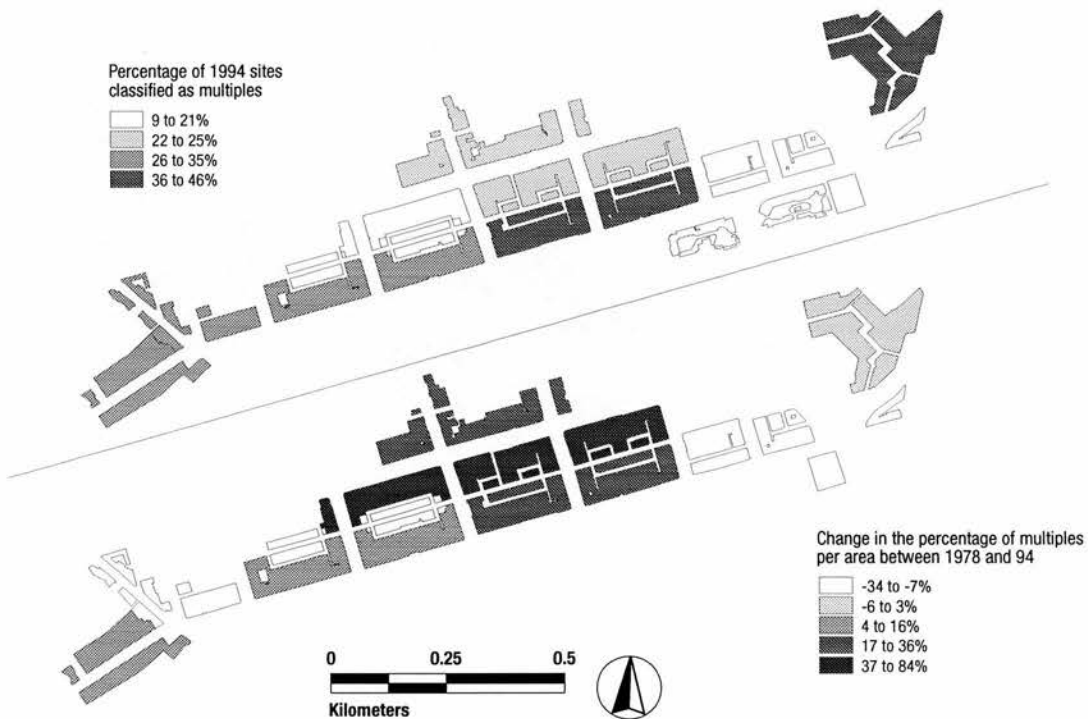 Percentage of 1994 sites
classified as multiples
9 to 21%
22 to 25%
26 to 35%
36 to 46%
Change in the percentage of multiples
per area between 1978 and 94
-34 to -7%
-6 to 3%
4 to 16%
17 to 36%
37 to 84%
0 0.25 0.5
Kilometers